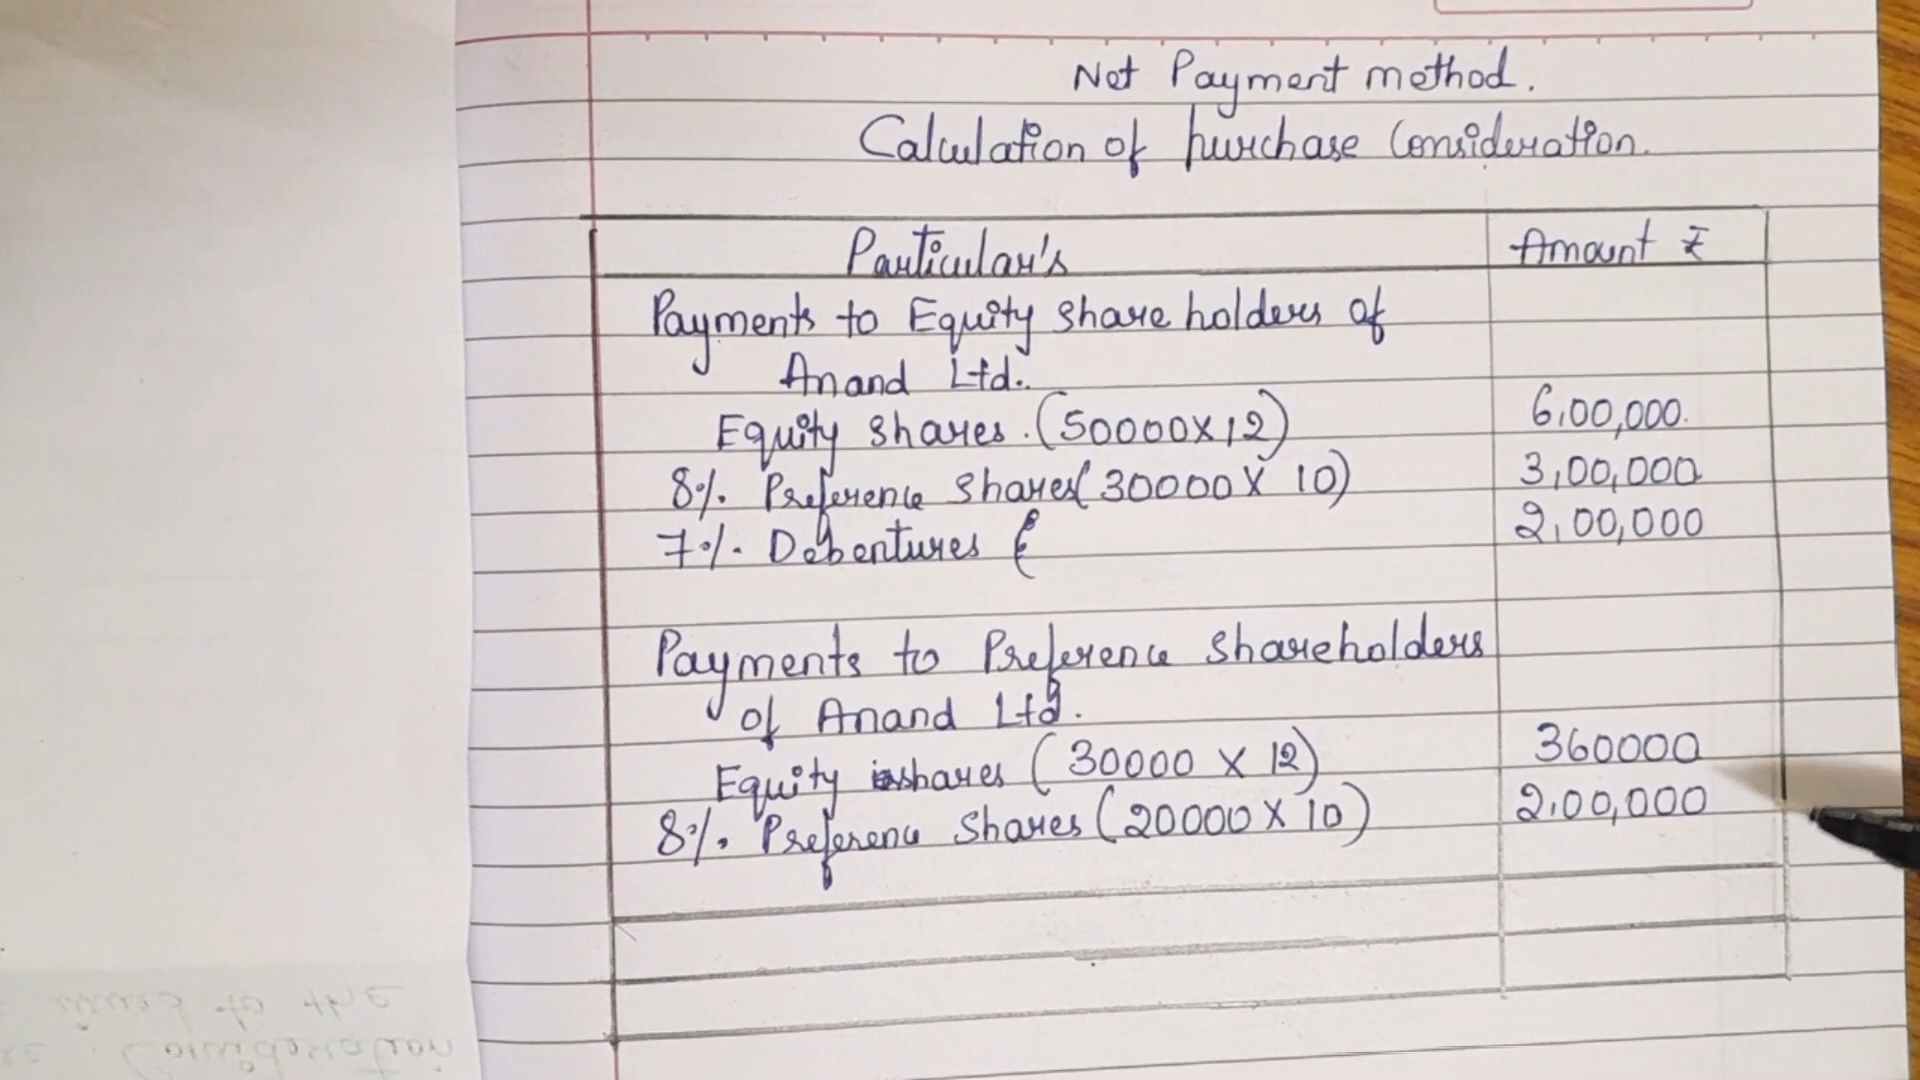 Net Payment method.
Calculation of purchase Consideration.
Particular's Amount ₹
Payments to Equity share holders of
Anand Ltd.
Equity shares. (50000 x 12) 6,00,000.
8%. Preference shares (30000 x 10) 3,00,000
7%. Debentures ( 2,00,000
Payments to Preference shareholders
of Anand Ltd.
Equity shares (30000 x 12) 360000
8%. Preference Shares (20000 x 10) 2,00,000